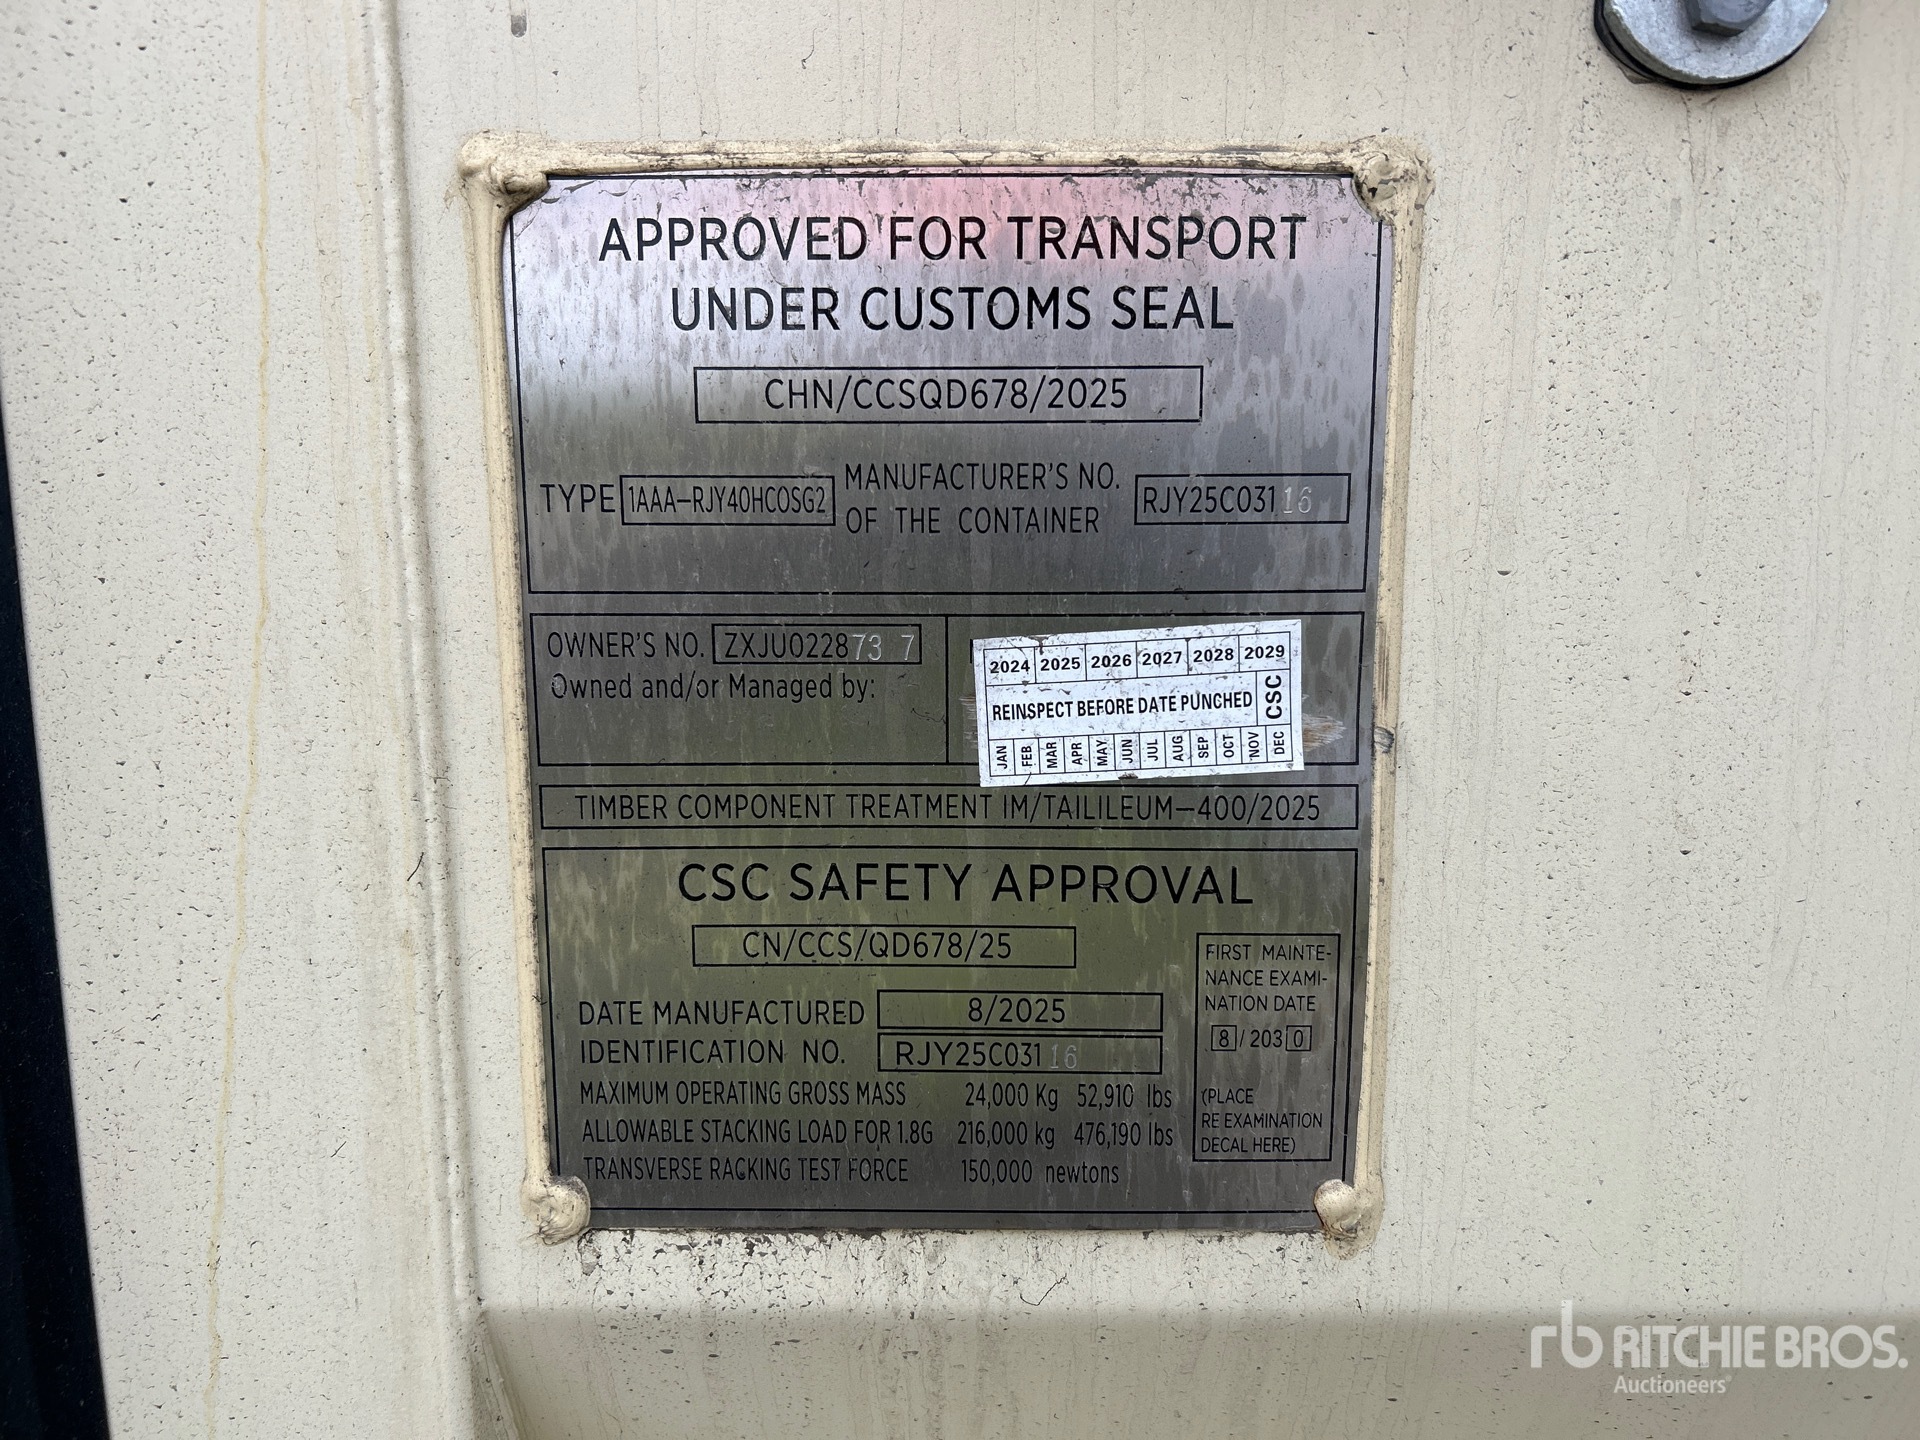 APPROVED FOR TRANSPORT
UNDER CUSTOMS SEAL
CHN/CCSQD678/2025
TYPE 1AAA-RJY40HCOSG2 MANUFACTURER'S NO. OF THE CONTAINER RJY25C03116
OWNER'S NO. ZXJU022873 7
Owned and/or Managed by:
2024 2025 2026 2027 2028 2029
REINSPECT BEFORE DATE PUNCHED CSC
JAN FEB MAR APR MAY JUN JUL AUG SEP OCT NOV DEC
TIMBER COMPONENT TREATMENT IM/TAILILEUM-400/2025
CSC SAFETY APPROVAL
CN/CCS/QD678/25
DATE MANUFACTURED 8/2025
IDENTIFICATION NO. RJY25C03116
MAXIMUM OPERATING GROSS MASS 24,000 Kg 52,910 lbs
ALLOWABLE STACKING LOAD FOR 1.8G 216,000 kg 476,190 lbs
TRANSVERSE RACKING TEST FORCE 150,000 newtons
FIRST MAINTE-
NANCE EXAMI-
NATION DATE
8/2030
(PLACE
RE EXAMINATION
DECAL HERE)
rb RITCHIE BROS.
Auctioneers